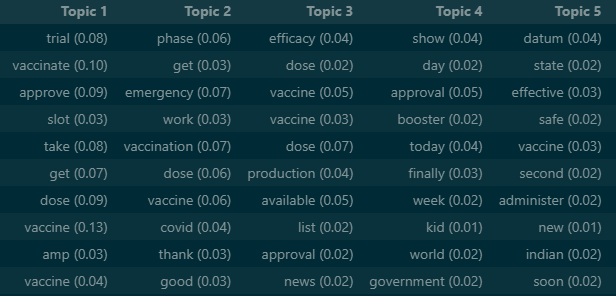 Topic 1 Topic 2 Topic 3 Topic 4 Topic 5
trial (0.08) phase (0.06) efficacy (0.04) show (0.04) datum (0.04)
vaccinate (0.10) get (0.03) dose (0.02) day (0.02) state (0.02)
approve (0.09) emergency (0.07) vaccine (0.05) approval (0.05) effective (0.03)
slot (0.03) work (0.03) vaccine (0.03) booster (0.02) safe (0.02)
take (0.08) vaccination (0.07) dose (0.07) today (0.04) vaccine (0.03)
get (0.07) dose (0.06) production (0.04) finally (0.03) second (0.02)
dose (0.09) vaccine (0.06) available (0.05) week (0.02) administer (0.02)
vaccine (0.13) covid (0.04) list (0.02) kid (0.01) new (0.01)
amp (0.03) thank (0.03) approval (0.02) world (0.02) indian (0.02)
vaccine (0.04) good (0.03) news (0.02) government (0.02) soon (0.02)